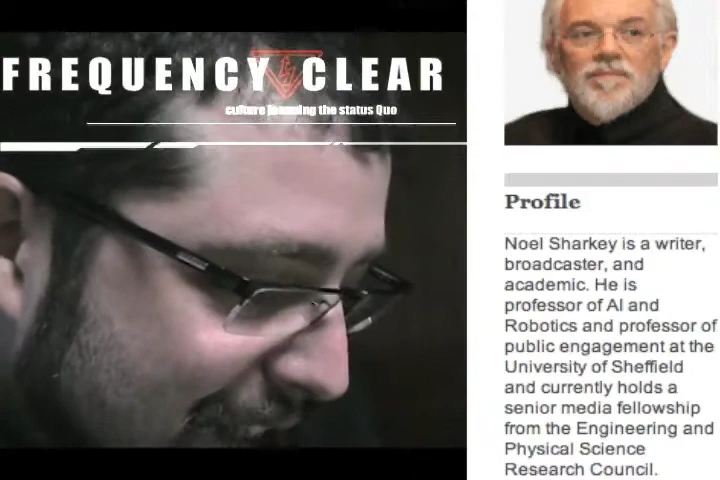 FREQUENCY CLEAR
culture jamming the status Quo
Profile
Noel Sharkey is a writer,
broadcaster, and
academic. He is
professor of AI and
Robotics and professor of
public engagement at the
University of Sheffield
and currently holds a
senior media fellowship
from the Engineering and
Physical Science
Research Council.